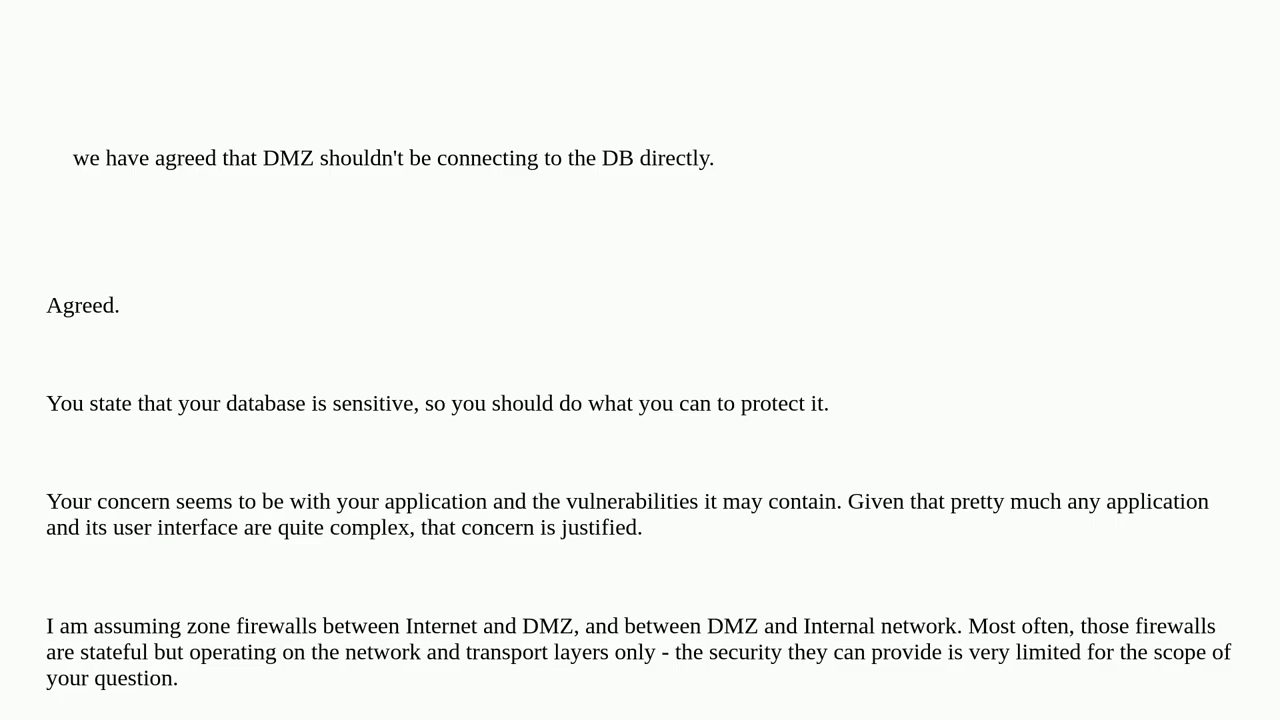 we have agreed that DMZ shouldn't be connecting to the DB directly.
Agreed.
You state that your database is sensitive, so you should do what you can to protect it.
Your concern seems to be with your application and the vulnerabilities it may contain. Given that pretty much any application
and its user interface are quite complex, that concern is justified.
I am assuming zone firewalls between Internet and DMZ, and between DMZ and Internal network. Most often, those firewalls
are stateful but operating on the network and transport layers only - the security they can provide is very limited for the scope of
your question.